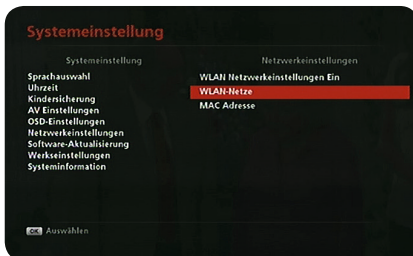 Systemeinstellung
Systemeinstellung
Sprachauswahl
Uhrzeit
Kindersicherung
AV Einstellungen
OSD-Einstellungen
Netzwerkeinstellungen
Software-Aktualisierung
Werkseinstellungen
Systeminformation
Netzwerkeinstellungen
WLAN Netzwerkeinstellungen Ein
WLAN-Netze
MAC Adresse
OK Auswählen